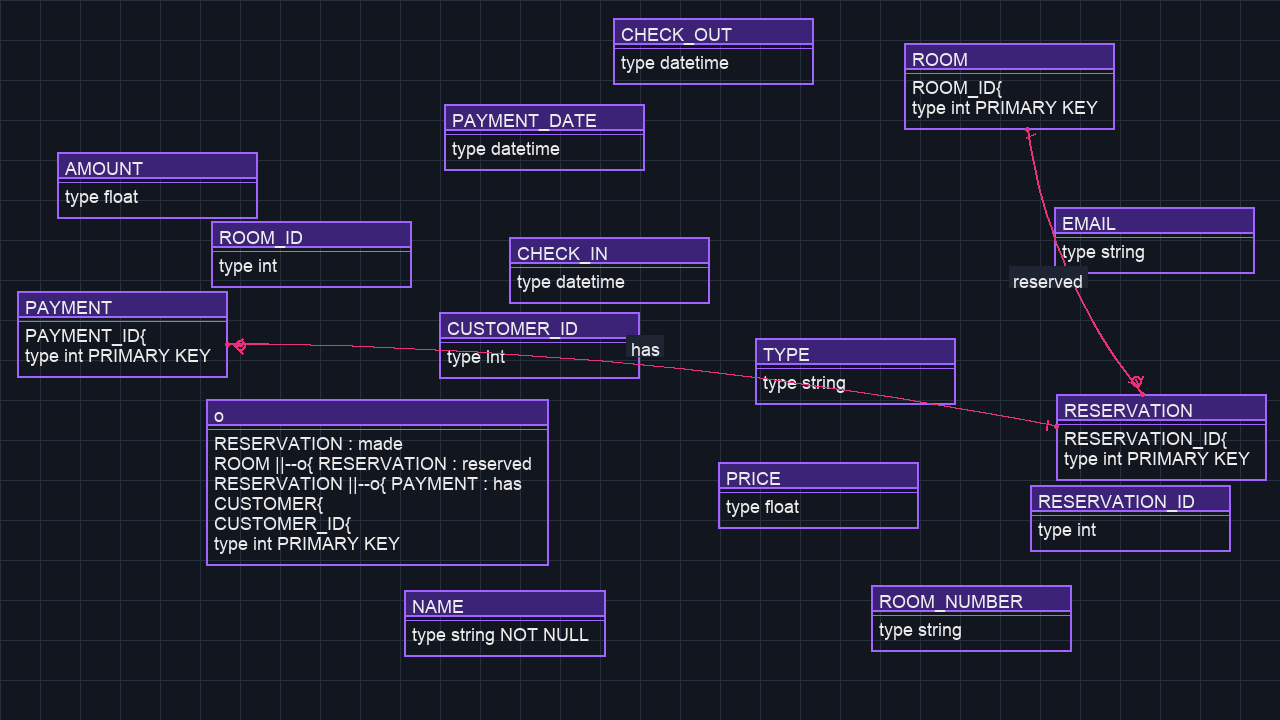 CHECK_OUT
type datetime
ROOM
ROOM_ID{
type int PRIMARY KEY
PAYMENT_DATE
type datetime
AMOUNT
type float
ROOM_ID
type int
EMAIL
type string
CHECK_IN
type datetime
reserved
PAYMENT
PAYMENT_ID{
type int PRIMARY KEY
CUSTOMER_ID
type int
has
TYPE
type string
RESERVATION
RESERVATION_ID{
type int PRIMARY KEY
o
RESERVATION : made
ROOM ||--o{ RESERVATION : reserved
RESERVATION ||--o{ PAYMENT : has
CUSTOMER{
CUSTOMER_ID{
type int PRIMARY KEY
PRICE
type float
RESERVATION_ID
type int
NAME
type string NOT NULL
ROOM_NUMBER
type string